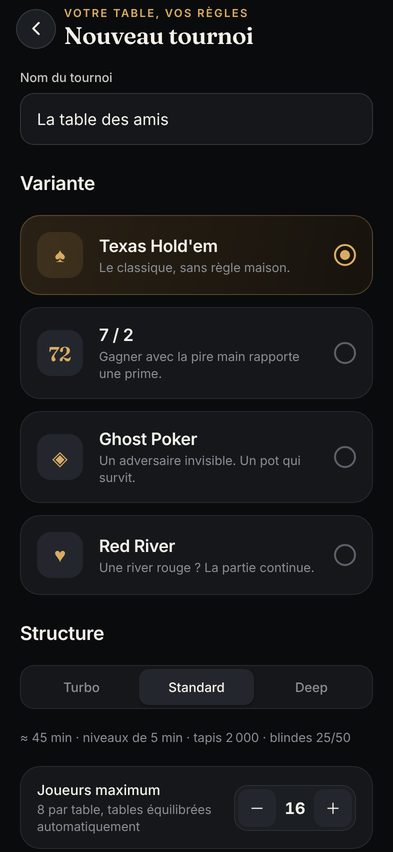 VOTRE TABLE, VOS RÈGLES
Nouveau tournoi
Nom du tournoi
La table des amis
Variante
Texas Hold'em
Le classique, sans règle maison.
72
7 / 2
Gagner avec la pire main rapporte
une prime.
Ghost Poker
Un adversaire invisible. Un pot qui
survit.
Red River
Une river rouge ? La partie continue.
Structure
Turbo
Standard
Deep
≈ 45 min · niveaux de 5 min · tapis 2 000 · blindes 25/50
Joueurs maximum
8 par table, tables équilibrées
automatiquement
− 16 +